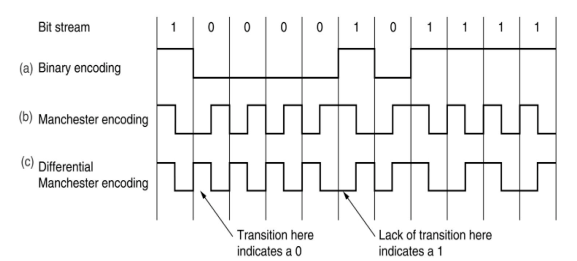 Bit stream 1 0 0 0 0 1 0 1 1 1 1
(a) Binary encoding
(b) Manchester encoding
(c) Differential
Manchester encoding
Transition here
indicates a 0
Lack of transition here
indicates a 1